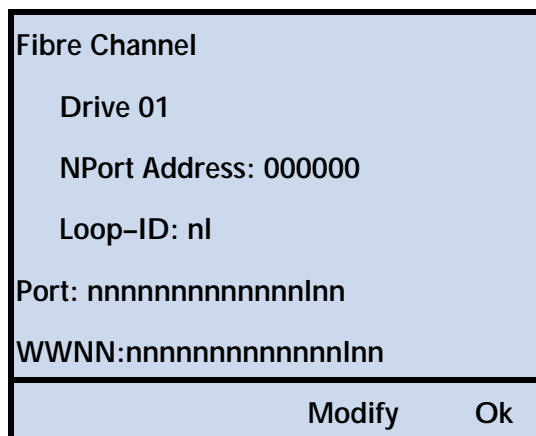 Fibre Channel
Drive 01
NPort Address: 000000
Loop–ID: nl
Port: nnnnnnnnnnnnnlnn
WWNN:nnnnnnnnnnnnnlnn
Modify Ok